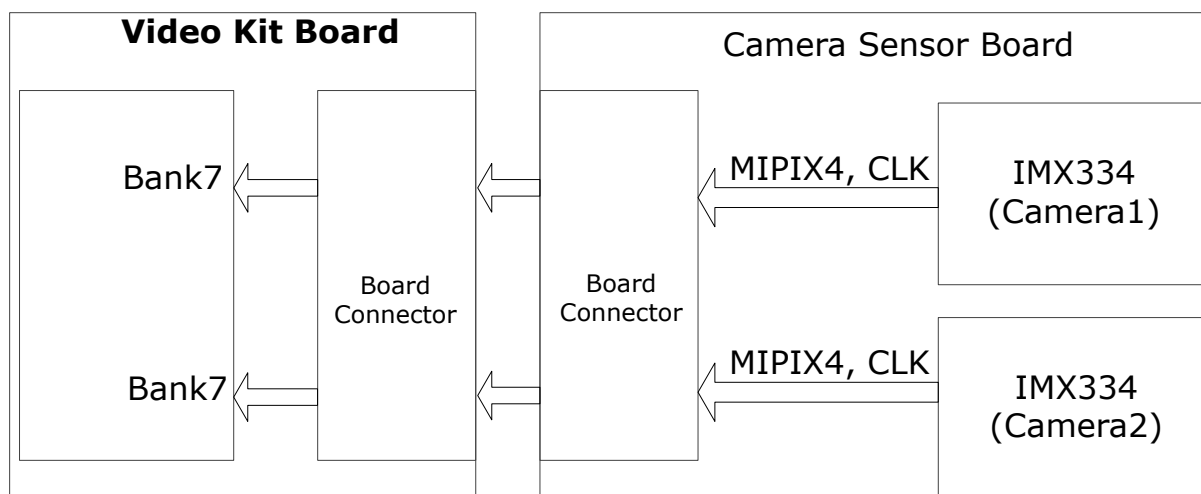 Video Kit Board
Camera Sensor Board
Bank7
MIPIX4, CLK
IMX334
(Camera1)
Board
Connector
Board
Connector
Bank7
MIPIX4, CLK
IMX334
(Camera2)